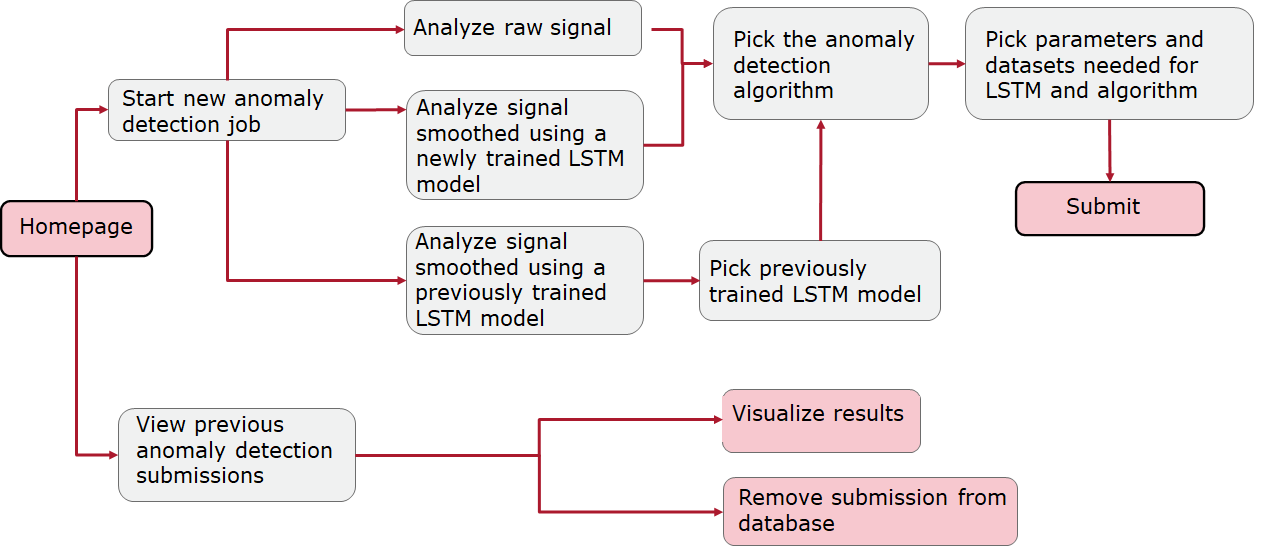 Homepage
Start new anomaly
detection job
Analyze raw signal
Analyze signal
smoothed using a
newly trained LSTM
model
Analyze signal
smoothed using a
previously trained
LSTM model
Pick previously
trained LSTM model
Pick the anomaly
detection
algorithm
Pick parameters and
datasets needed for
LSTM and algorithm
Submit
View previous
anomaly detection
submissions
Visualize results
Remove submission from
database